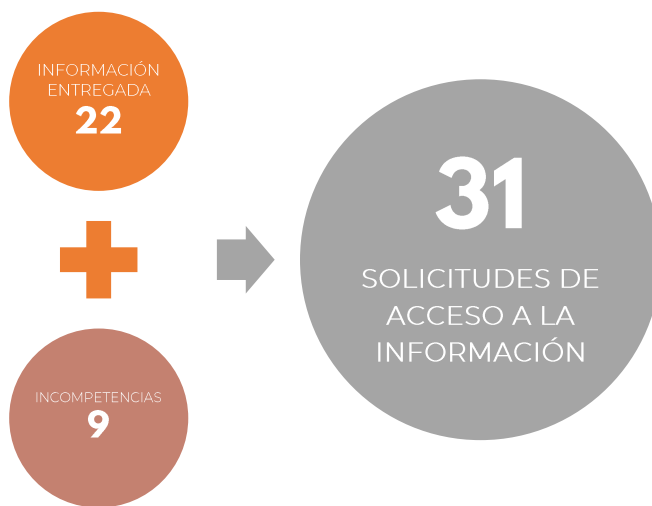 INFORMACIÓN
ENTREGADA
22
INCOMPETENCIAS
9
31
SOLICITUDES DE
ACCESO A LA
INFORMACIÓN